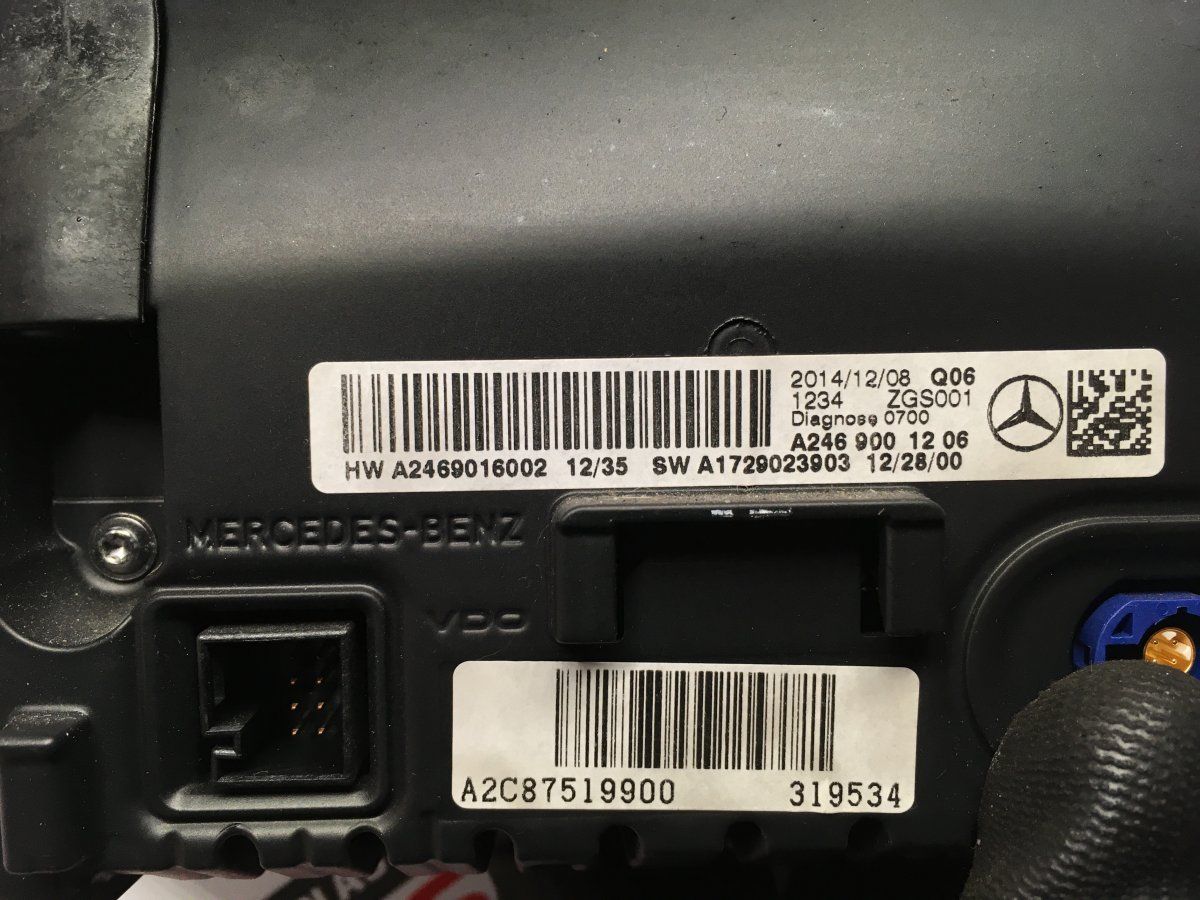 2014/12/08 Q06
1234 ZGS001
Diagnose 0700
A246 900 12 06
HW A2469016002 12/35 SW A1729023903 12/28/00
MERCEDES-BENZ
VDO
A2C87519900 319534